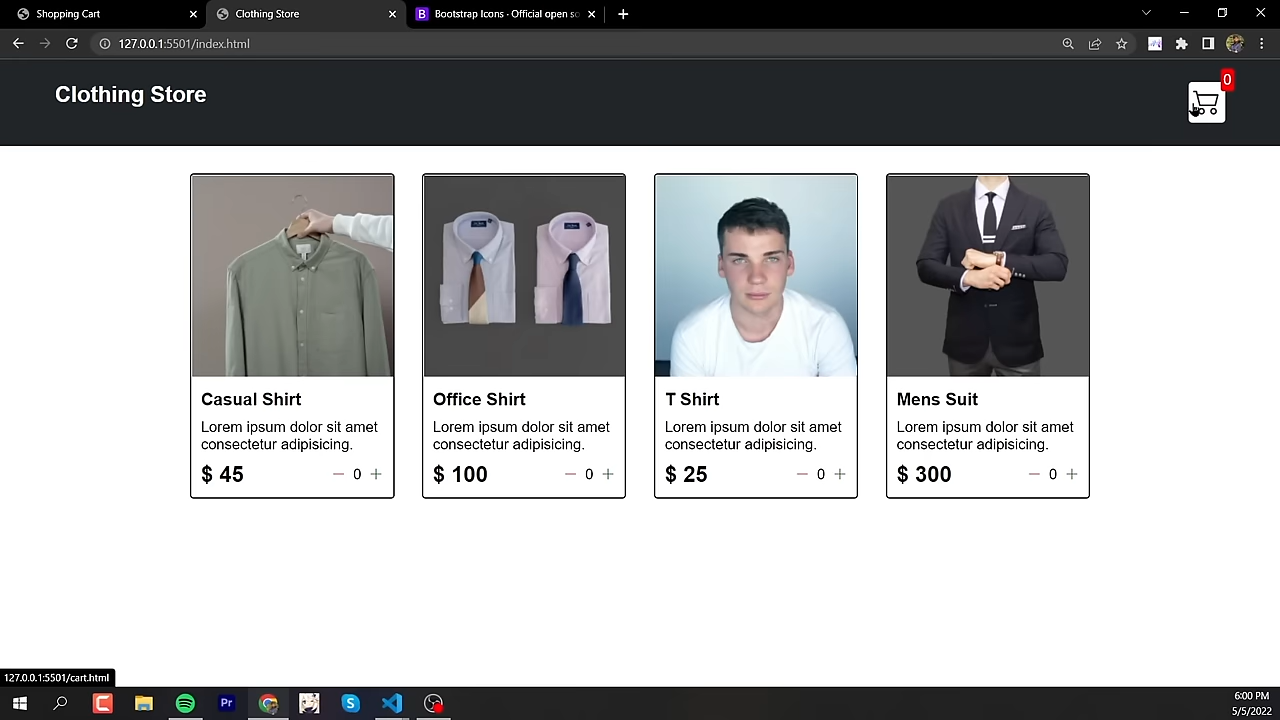 Shopping Cart
Clothing Store
Bootstrap Icons · Official open so
127.0.0.1:5501/index.html
Clothing Store
0
Casual Shirt
Lorem ipsum dolor sit amet
consectetur adipisicing.
$ 45
0
Office Shirt
Lorem ipsum dolor sit amet
consectetur adipisicing.
$ 100
0
T Shirt
Lorem ipsum dolor sit amet
consectetur adipisicing.
$ 25
0
Mens Suit
Lorem ipsum dolor sit amet
consectetur adipisicing.
$ 300
0
127.0.0.1:5501/cart.html
6:00 PM
5/5/2022